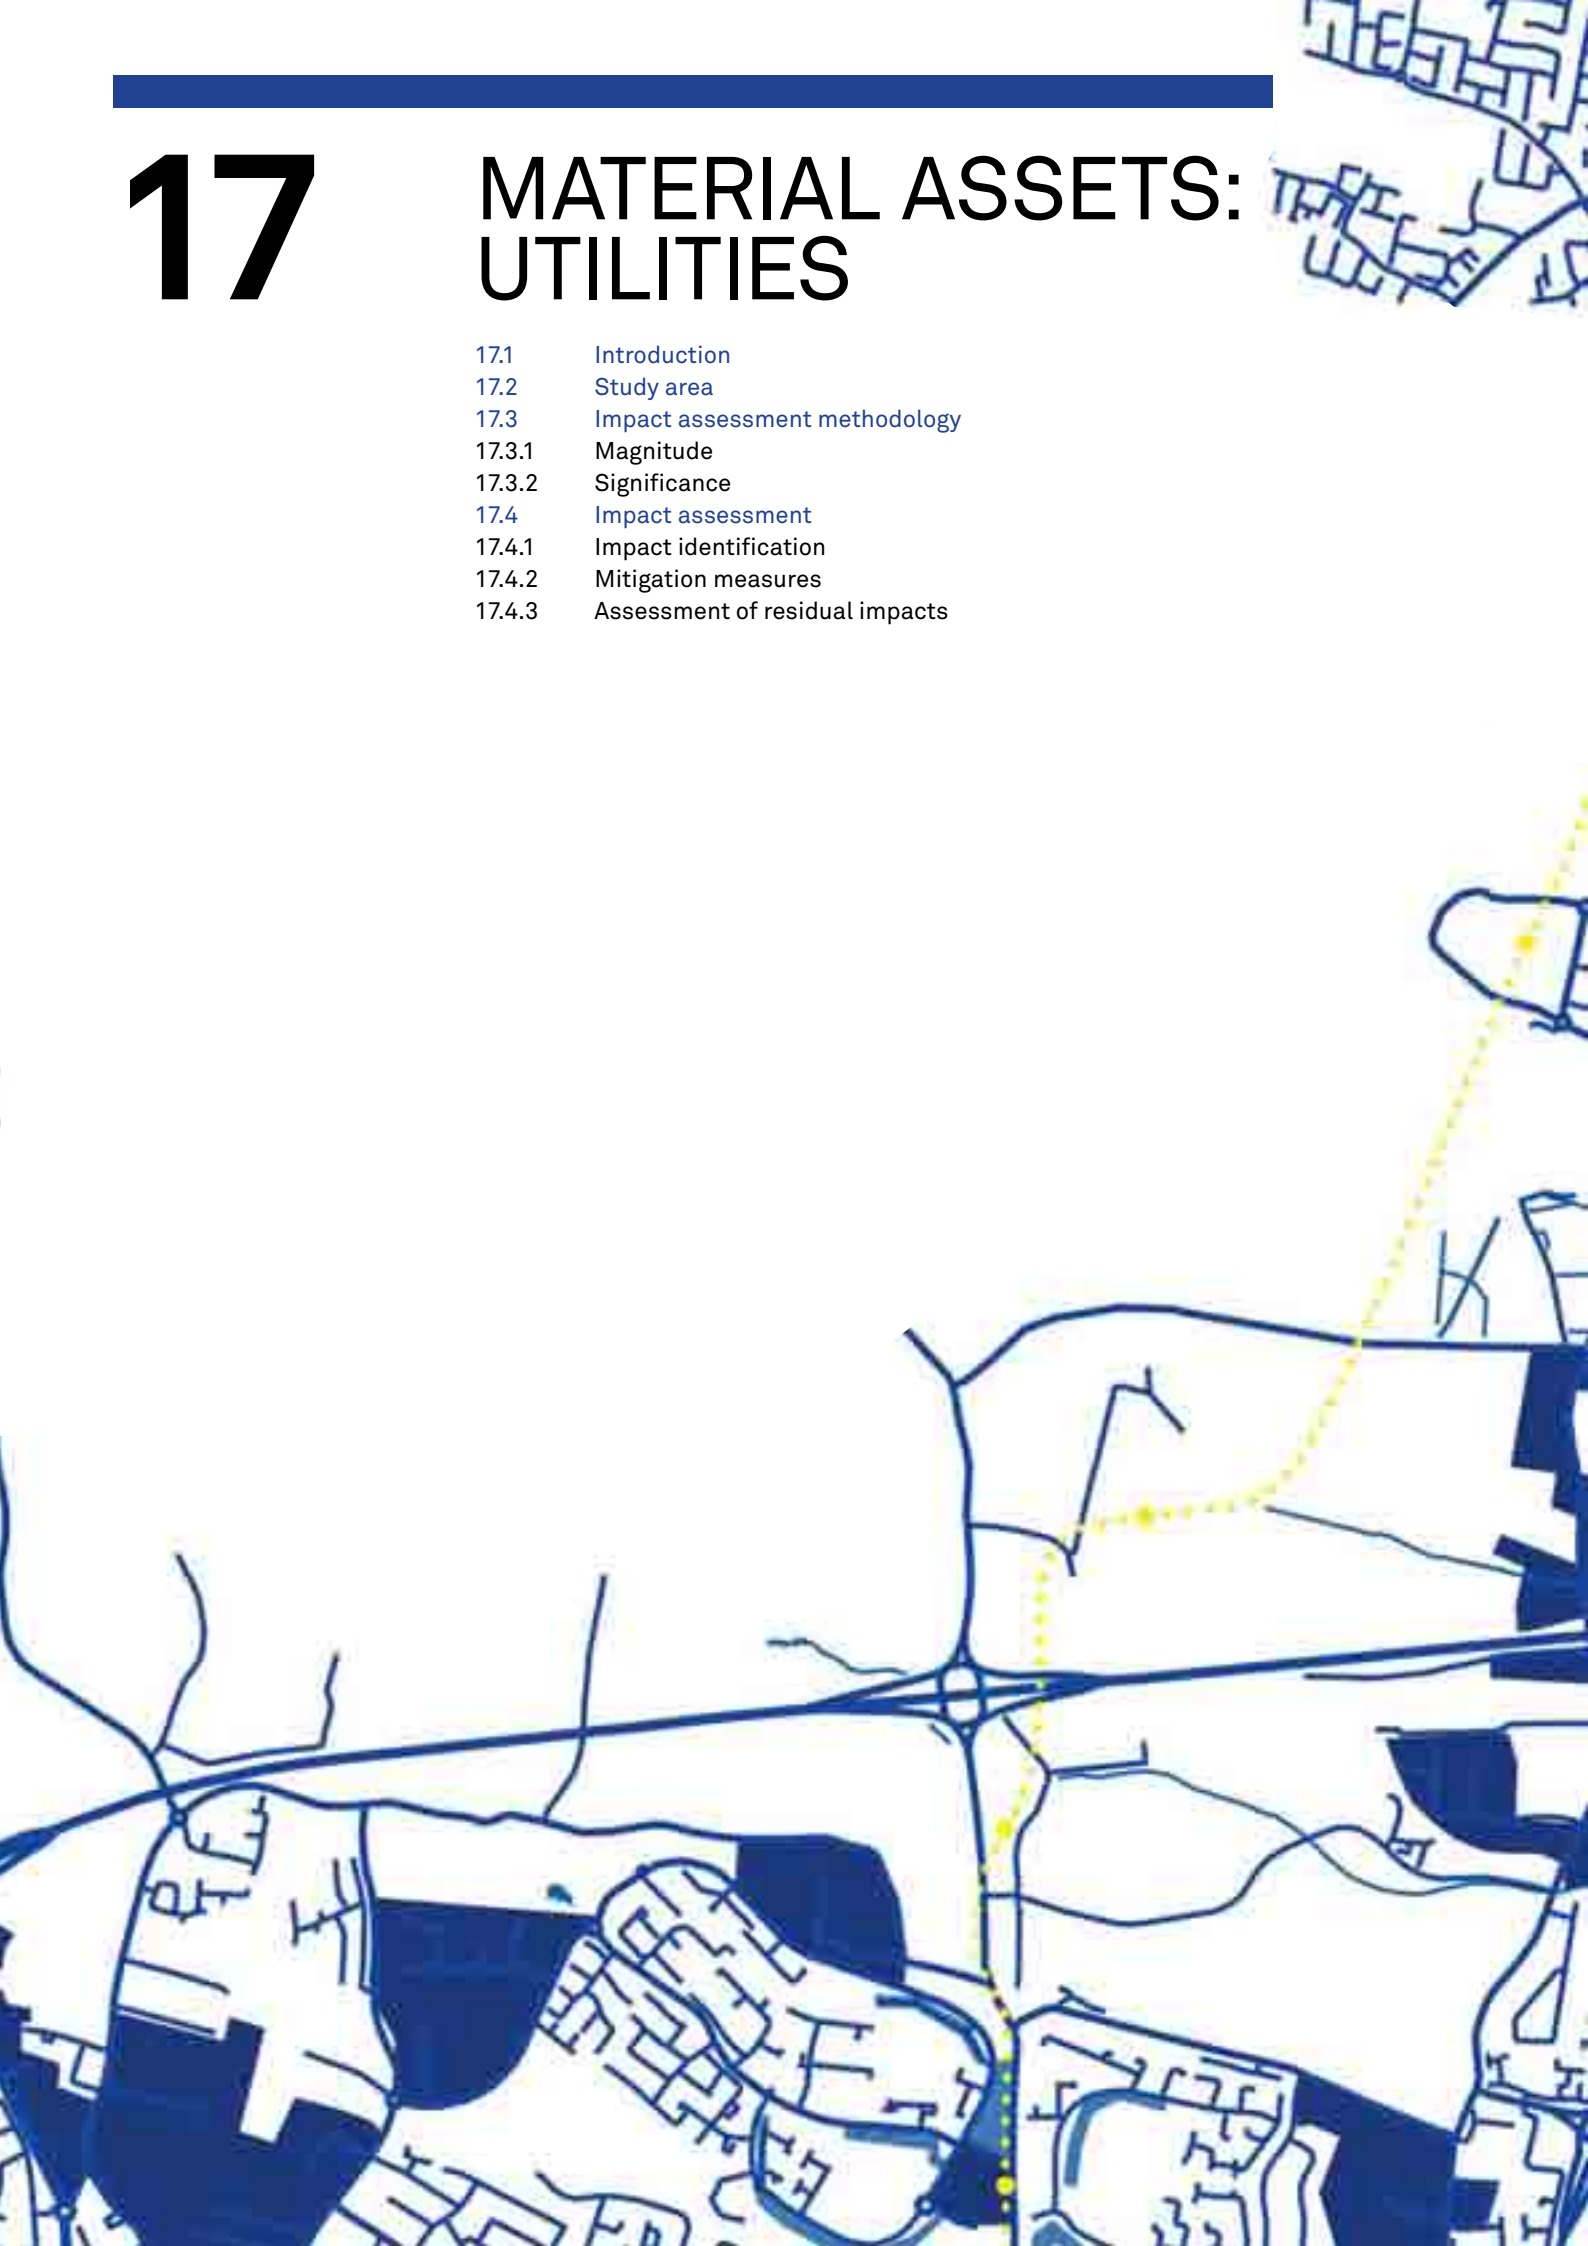 17
MATERIAL ASSETS:
UTILITIES
17.1 Introduction
17.2 Study area
17.3 Impact assessment methodology
17.3.1 Magnitude
17.3.2 Significance
17.4 Impact assessment
17.4.1 Impact identification
17.4.2 Mitigation measures
17.4.3 Assessment of residual impacts